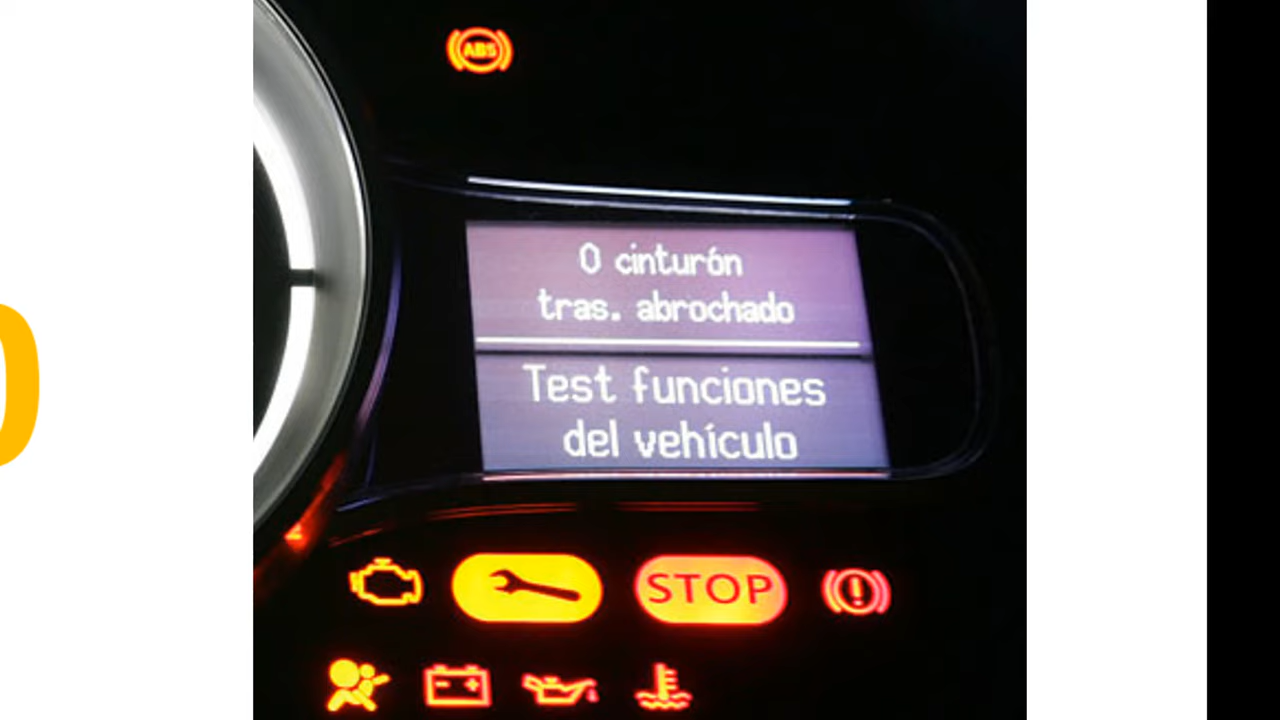 ABS
0 cinturón
tras. abrochado
Test funciones
del vehículo
STOP